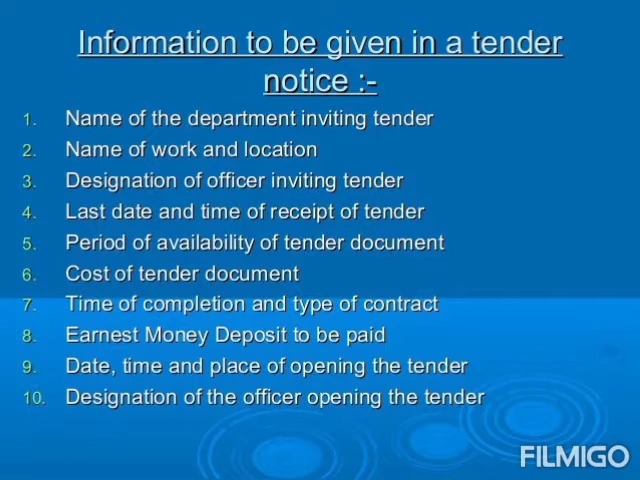 Information to be given in a tender
notice :-
1. Name of the department inviting tender
2. Name of work and location
3. Designation of officer inviting tender
4. Last date and time of receipt of tender
5. Period of availability of tender document
6. Cost of tender document
7. Time of completion and type of contract
8. Earnest Money Deposit to be paid
9. Date, time and place of opening the tender
10. Designation of the officer opening the tender
FILMIGO